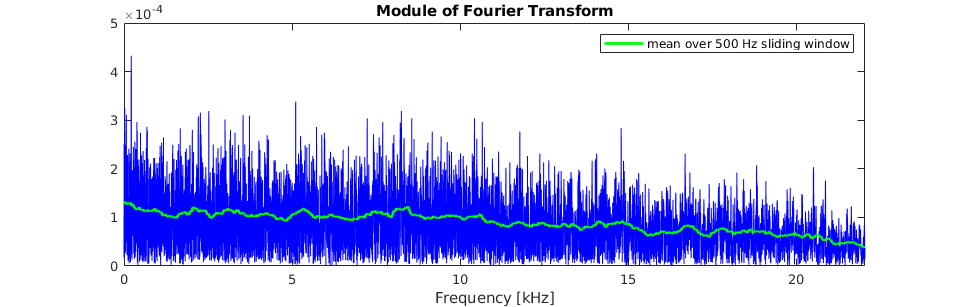 Module of Fourier Transform
×10-4
mean over 500 Hz sliding window
5
4
3
2
1
0
0 5 10 15 20
Frequency [kHz]